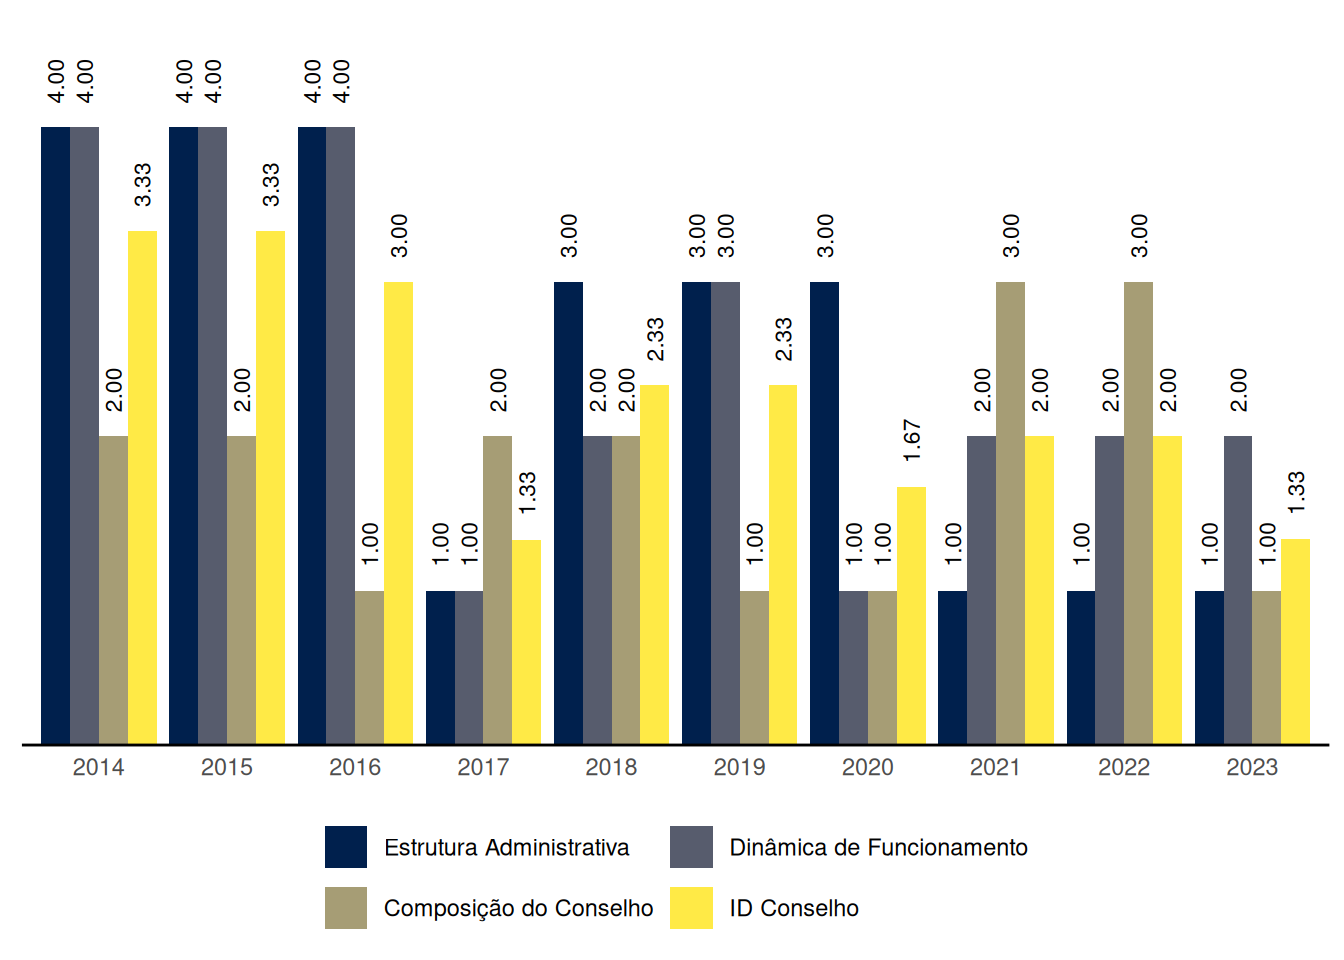 4.00 4.00 2.00 3.33
4.00 4.00 2.00 3.33
4.00 4.00 1.00 3.00
1.00 1.00 2.00 1.33
3.00 2.00 2.00 2.33
3.00 3.00 1.00 2.33
3.00 1.00 1.00 1.67
1.00 2.00 3.00 2.00
1.00 2.00 3.00 2.00
1.00 2.00 1.00 1.33
2014 2015 2016 2017 2018 2019 2020 2021 2022 2023
Estrutura Administrativa Dinâmica de Funcionamento
Composição do Conselho ID Conselho